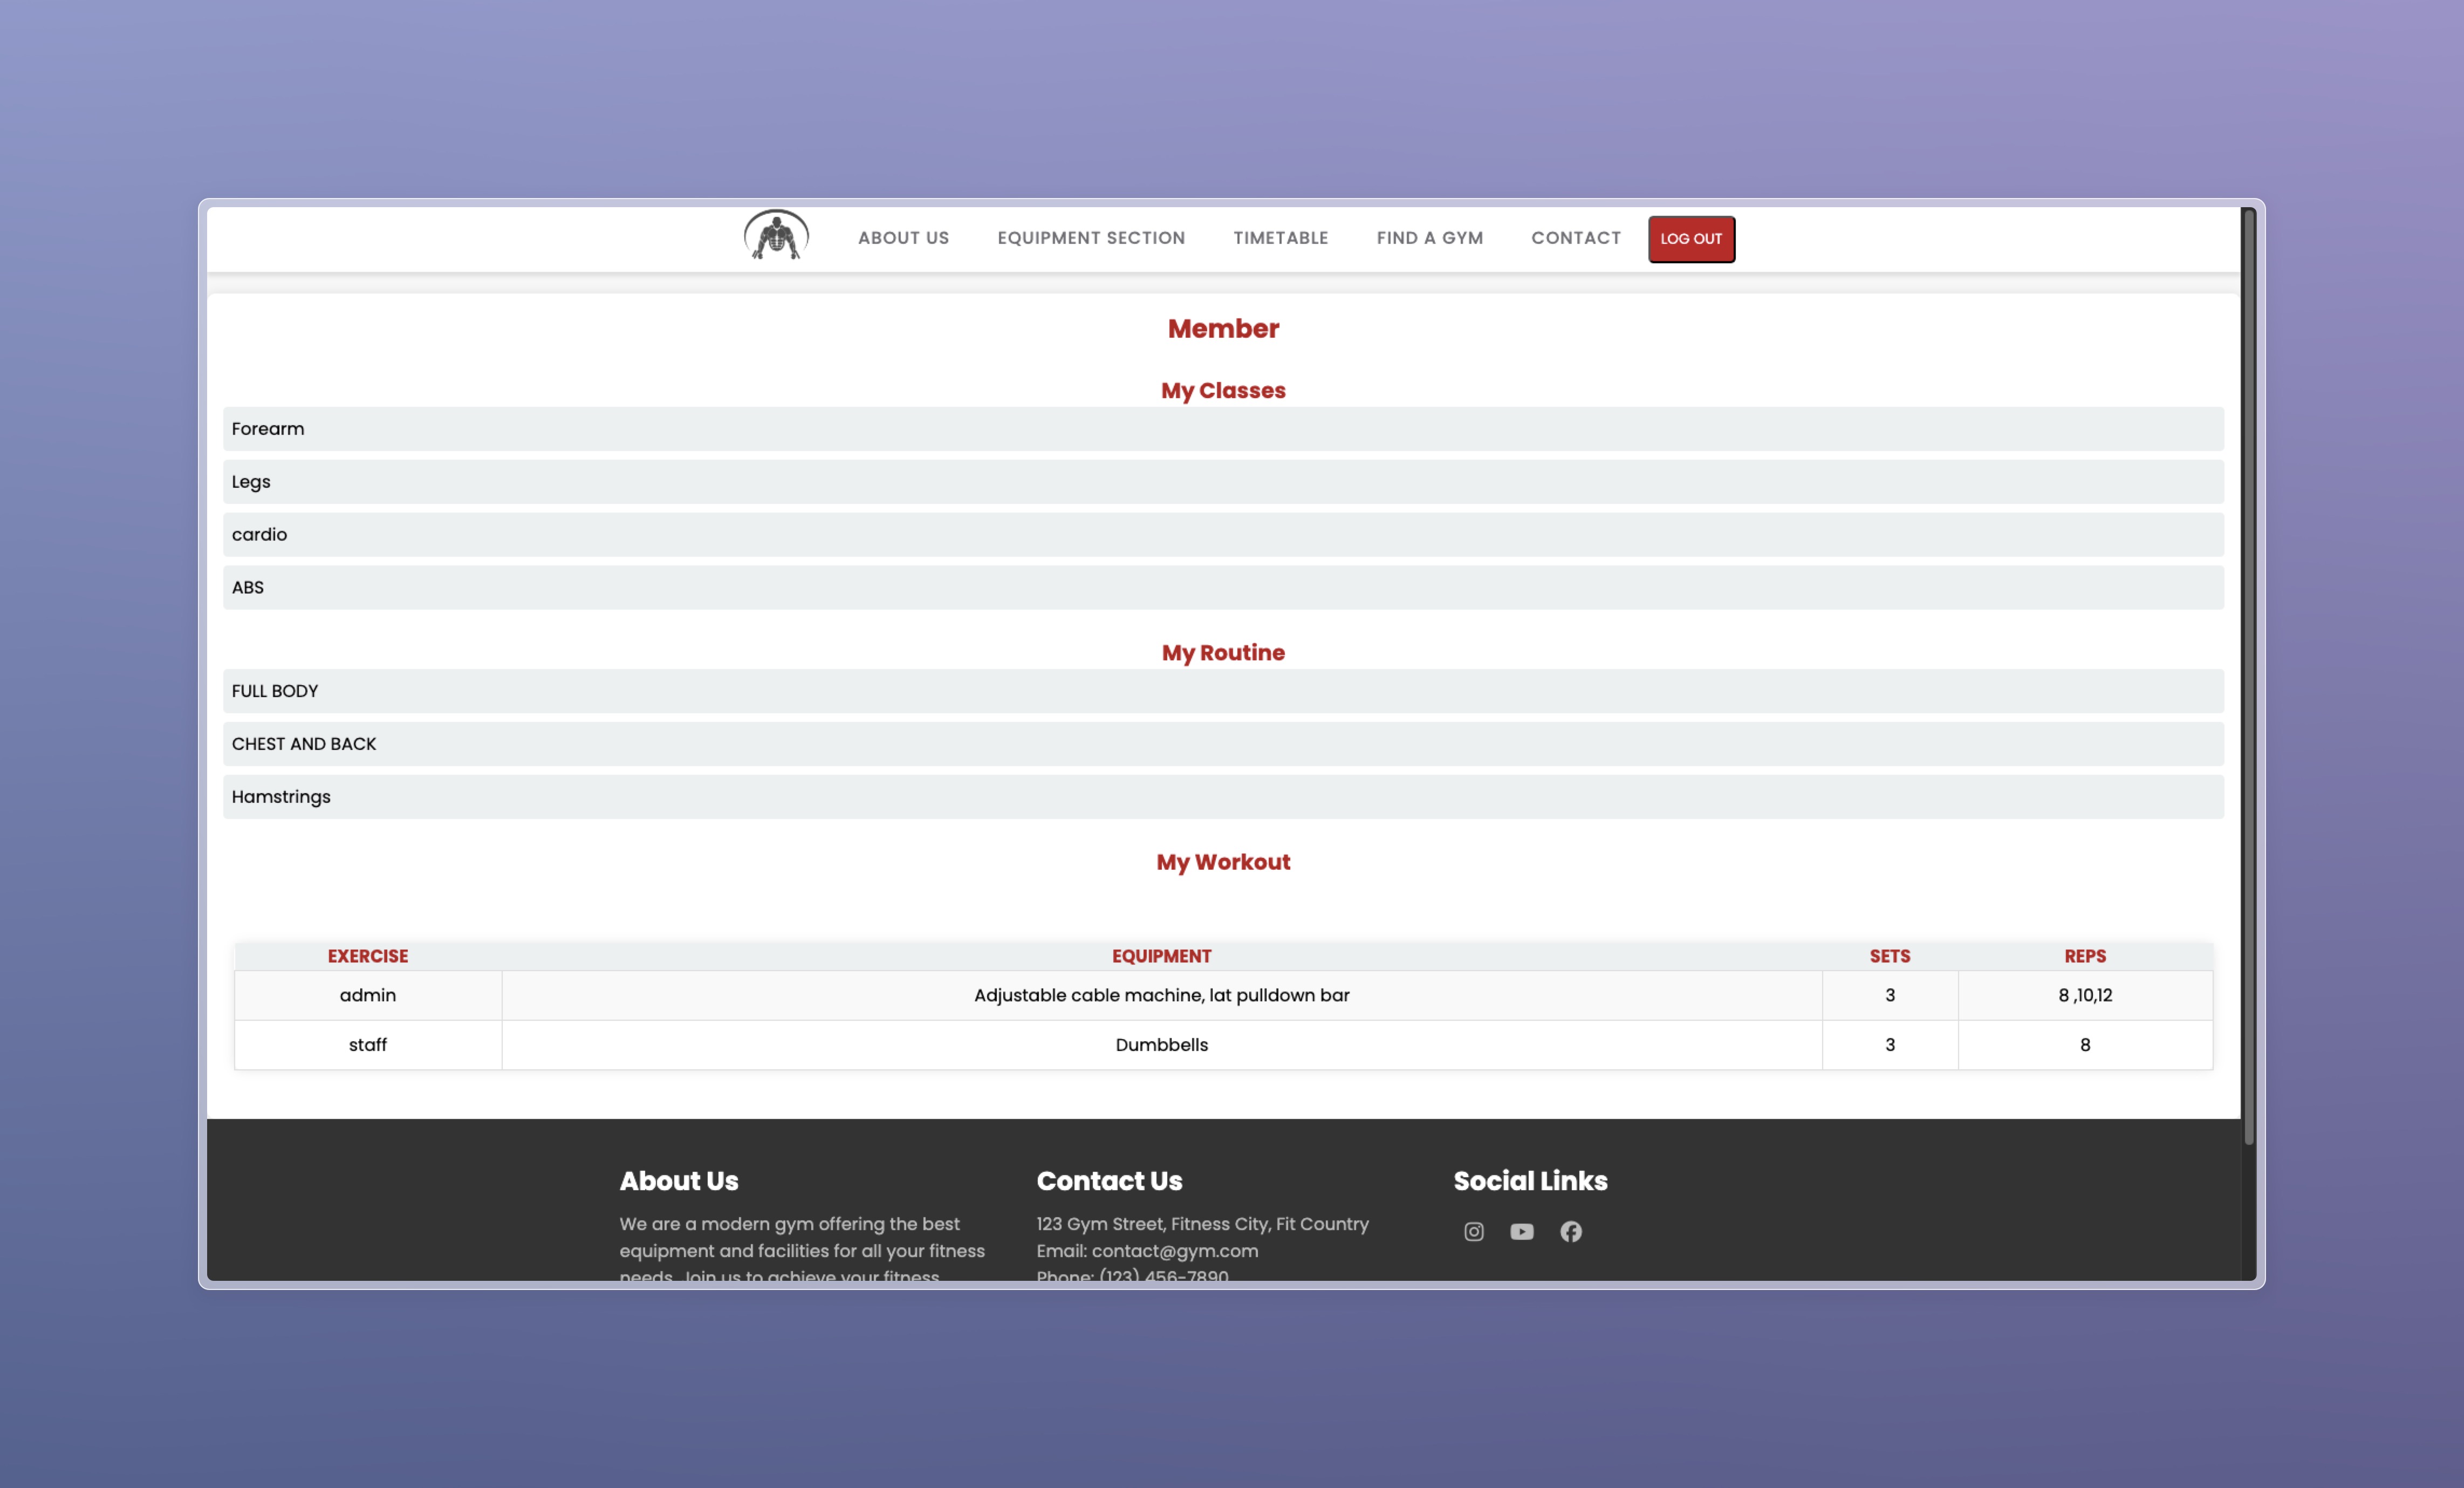 ABOUT US EQUIPMENT SECTION TIMETABLE FIND A GYM CONTACT LOG OUT
Member
My Classes
Forearm
Legs
cardio
ABS
My Routine
FULL BODY
CHEST AND BACK
Hamstrings
My Workout
EXERCISE EQUIPMENT SETS REPS
admin Adjustable cable machine, lat pulldown bar 3 8 ,10,12
staff Dumbbells 3 8
About Us
We are a modern gym offering the best
equipment and facilities for all your fitness
needs. Join us to achieve your fitness
Contact Us
123 Gym Street, Fitness City, Fit Country
Email: contact@gym.com
Phone: (123) 456-7890
Social Links